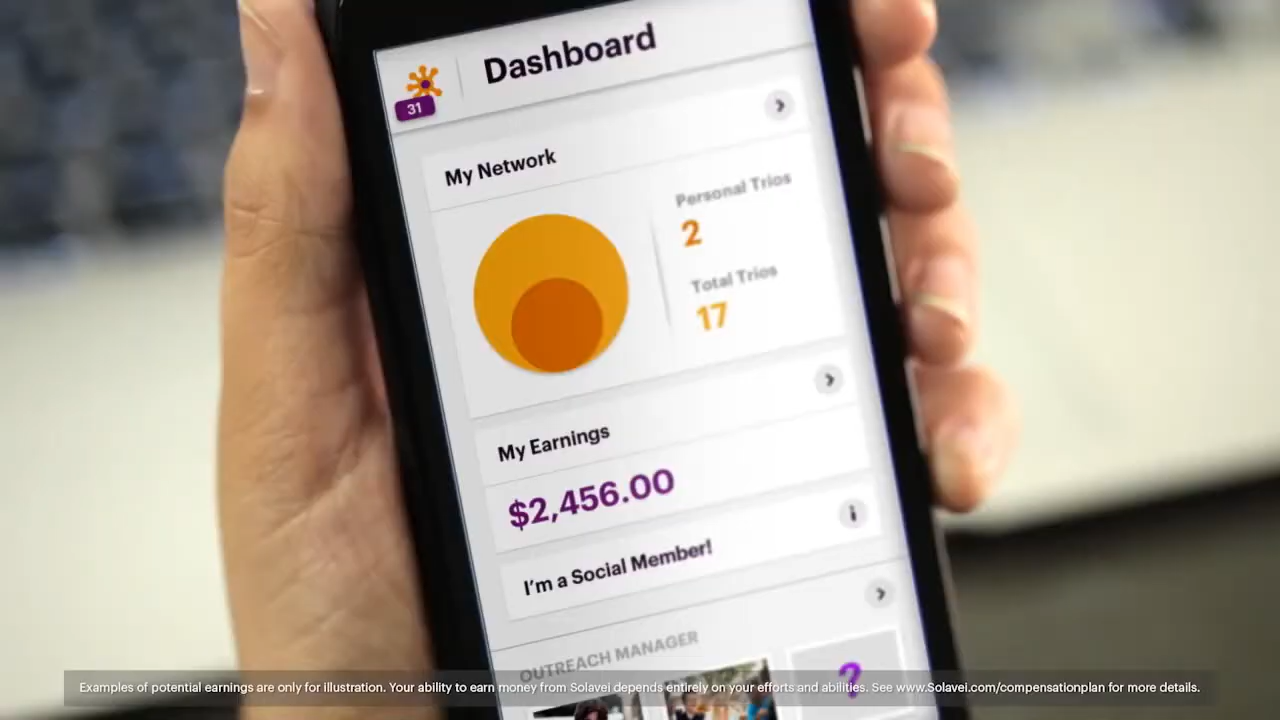 Dashboard
31
My Network
Personal Trios
2
Total Trios
17
My Earnings
$2,456.00
I'm a Social Member!
OUTREACH MANAGER
?
Examples of potential earnings are only for illustration. Your ability to earn money from Solavei depends entirely on your efforts and abilities. See www.Solavei.com/compensationplan for more details.